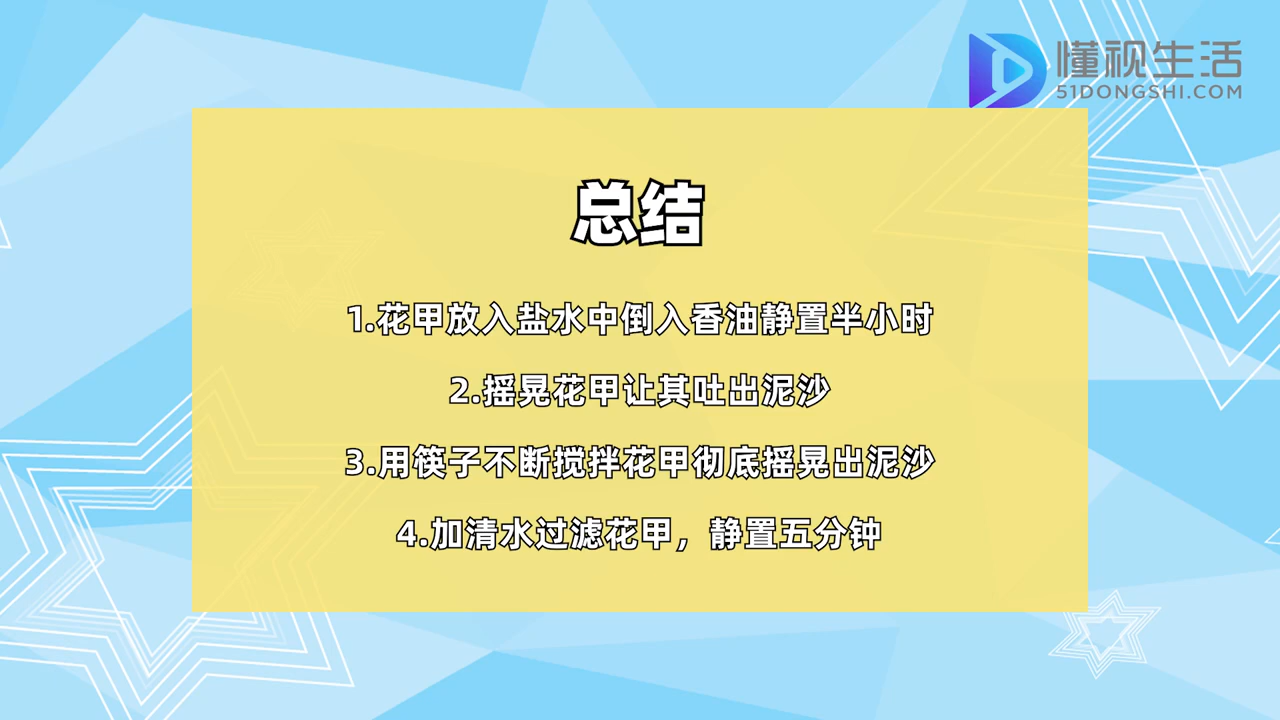 懂视生活
51DONGSHI.COM
总结
1.花甲放入盐水中倒入香油静置半小时
2.摇晃花甲让其吐出泥沙
3.用筷子不断搅拌花甲彻底摇晃出泥沙
4.加清水过滤花甲，静置五分钟